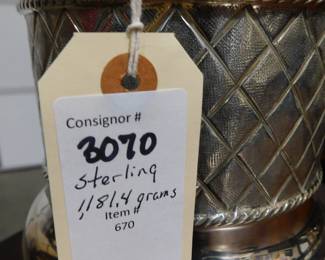 Consignor #
3070
Sterling
1,181.4 grams
Item #
670